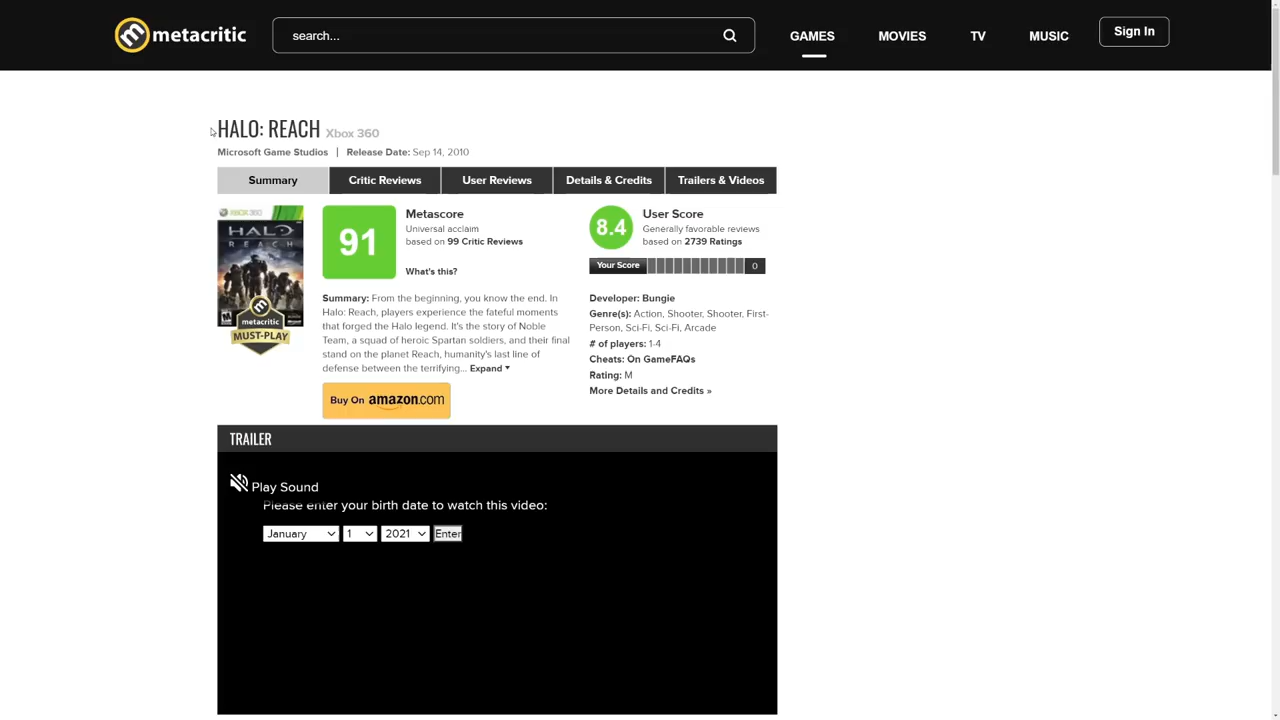 metacritic
search...
GAMES
MOVIES
TV
MUSIC
Sign In
HALO: REACH Xbox 360
Microsoft Game Studios | Release Date: Sep 14, 2010
Summary
Critic Reviews
User Reviews
Details & Credits
Trailers & Videos
XBOX 360
HALO
REACH
metacritic
MUST-PLAY
91
Metascore
Universal acclaim
based on 99 Critic Reviews
What's this?
Summary: From the beginning, you know the end. In
Halo: Reach, players experience the fateful moments
that forged the Halo legend. It's the story of Noble
Team, a squad of heroic Spartan soldiers, and their final
stand on the planet Reach, humanity's last line of
defense between the terrifying... Expand
Buy On amazon.com
8.4
User Score
Generally favorable reviews
based on 2739 Ratings
Your Score
0
Developer: Bungie
Genre(s): Action, Shooter, Shooter, First-
Person, Sci-Fi, Sci-Fi, Arcade
# of players: 1-4
Cheats: On GameFAQs
Rating: M
More Details and Credits »
TRAILER
Play Sound
Please enter your birth date to watch this video:
January
1
2021
Enter